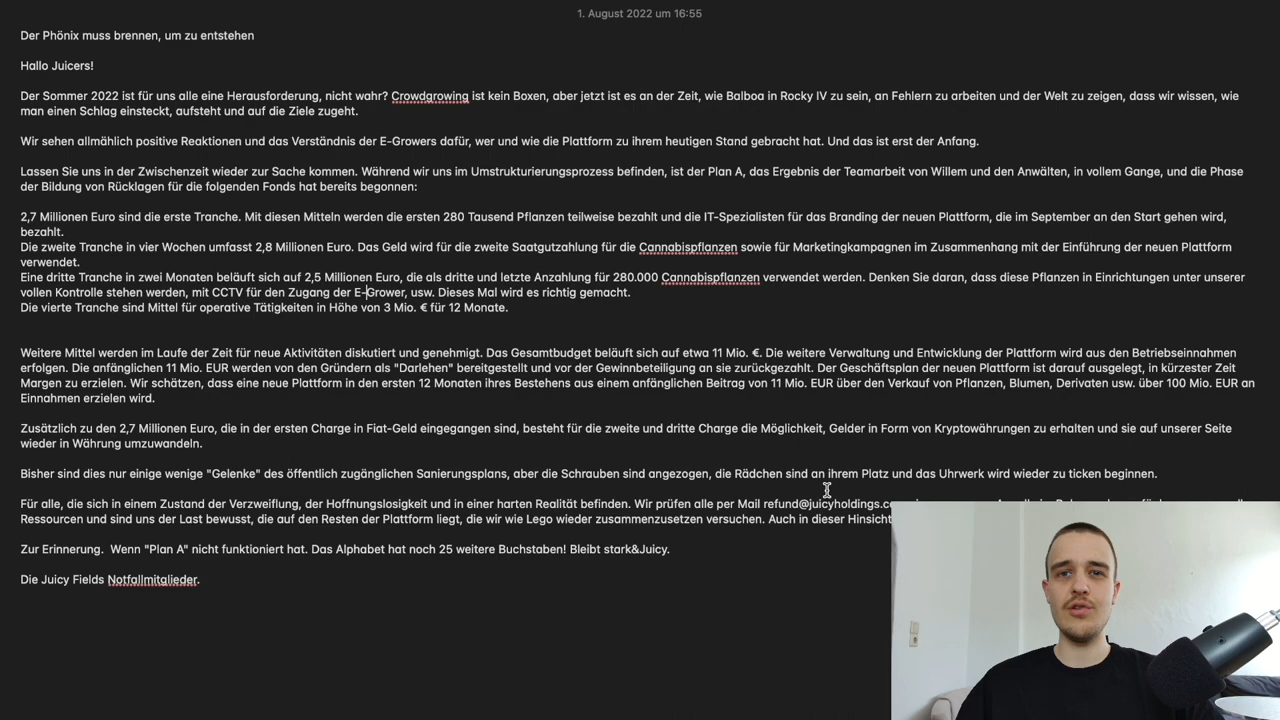 1. August 2022 um 16:55
Der Phönix muss brennen, um zu entstehen
Hallo Juicers!
Der Sommer 2022 ist für uns alle eine Herausforderung, nicht wahr? Crowdgrowing ist kein Boxen, aber jetzt ist es an der Zeit, wie Balboa in Rocky IV zu sein, an Fehlern zu arbeiten und der Welt zu zeigen, dass wir wissen, wie
man einen Schlag einsteckt, aufsteht und auf die Ziele zugeht.
Wir sehen allmählich positive Reaktionen und das Verständnis der E-Growers dafür, wer und wie die Plattform zu ihrem heutigen Stand gebracht hat. Und das ist erst der Anfang.
Lassen Sie uns in der Zwischenzeit wieder zur Sache kommen. Während wir uns im Umstrukturierungsprozess befinden, ist der Plan A, das Ergebnis der Teamarbeit von Willem und den Anwälten, in vollem Gange, und die Phase
der Bildung von Rücklagen für die folgenden Fonds hat bereits begonnen:
2,7 Millionen Euro sind die erste Tranche. Mit diesen Mitteln werden die ersten 280 Tausend Pflanzen teilweise bezahlt und die IT-Spezialisten für das Branding der neuen Plattform, die im September an den Start gehen wird,
bezahlt.
Die zweite Tranche in vier Wochen umfasst 2,8 Millionen Euro. Das Geld wird für die zweite Saatgutzahlung für die Cannabispflanzen sowie für Marketingkampagnen im Zusammenhang mit der Einführung der neuen Plattform
verwendet.
Eine dritte Tranche in zwei Monaten beläuft sich auf 2,5 Millionen Euro, die als dritte und letzte Anzahlung für 280.000 Cannabispflanzen verwendet werden. Denken Sie daran, dass diese Pflanzen in Einrichtungen unter unserer
vollen Kontrolle stehen werden, mit CCTV für den Zugang der E-Grower, usw. Dieses Mal wird es richtig gemacht.
Die vierte Tranche sind Mittel für operative Tätigkeiten in Höhe von 3 Mio. € für 12 Monate.
Weitere Mittel werden im Laufe der Zeit für neue Aktivitäten diskutiert und genehmigt. Das Gesamtbudget beläuft sich auf etwa 11 Mio. €. Die weitere Verwaltung und Entwicklung der Plattform wird aus den Betriebseinnahmen
erfolgen. Die anfänglichen 11 Mio. EUR werden von den Gründern als "Darlehen" bereitgestellt und vor der Gewinnbeteiligung an sie zurückgezahlt. Der Geschäftsplan der neuen Plattform ist darauf ausgelegt, in kürzester Zeit
Margen zu erzielen. Wir schätzen, dass eine neue Plattform in den ersten 12 Monaten ihres Bestehens aus einem anfänglichen Beitrag von 11 Mio. EUR über den Verkauf von Pflanzen, Blumen, Derivaten usw. über 100 Mio. EUR an
Einnahmen erzielen wird.
Zusätzlich zu den 2,7 Millionen Euro, die in der ersten Charge in Fiat-Geld eingegangen sind, besteht für die zweite und dritte Charge die Möglichkeit, Gelder in Form von Kryptowährungen zu erhalten und sie auf unserer Seite
wieder in Währung umzuwandeln.
Bisher sind dies nur einige wenige "Gelenke" des öffentlich zugänglichen Sanierungsplans, aber die Schrauben sind angezogen, die Rädchen sind an ihrem Platz und das Uhrwerk wird wieder zu ticken beginnen.
Für alle, die sich in einem Zustand der Verzweiflung, der Hoffnungslosigkeit und in einer harten Realität befinden. Wir prüfen alle per Mail refund@juicyholdings.co
Ressourcen und sind uns der Last bewusst, die auf den Resten der Plattform liegt, die wir wie Lego wieder zusammenzusetzen versuchen. Auch in dieser Hinsicht
Zur Erinnerung. Wenn "Plan A" nicht funktioniert hat. Das Alphabet hat noch 25 weitere Buchstaben! Bleibt stark&Juicy.
Die Juicy Fields Notfallmitglieder.